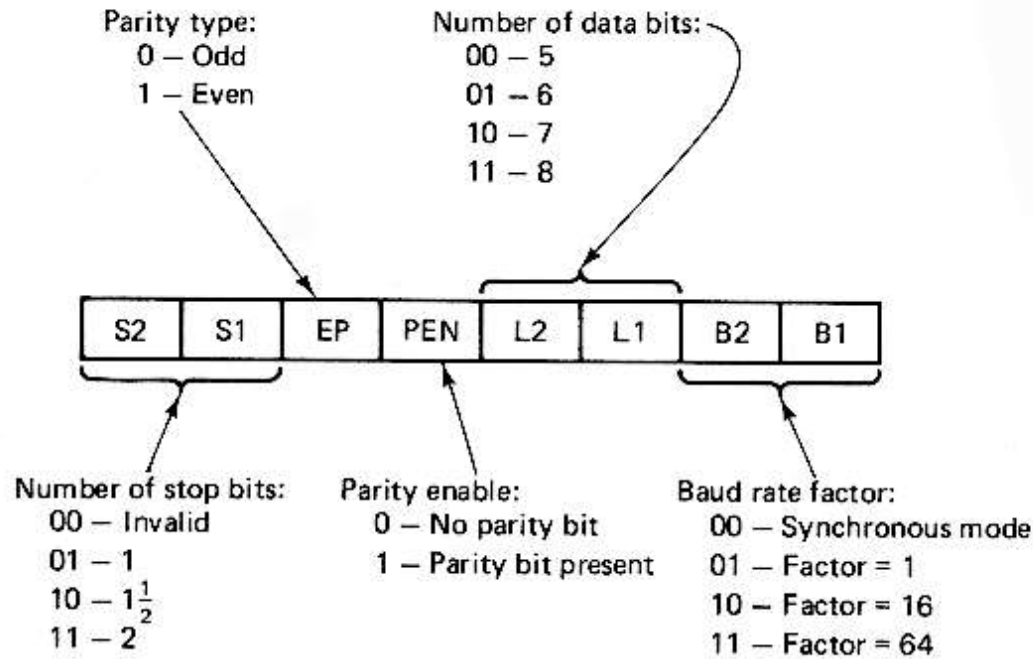 Parity type:
0 – Odd
1 – Even
Number of data bits:
00 – 5
01 – 6
10 – 7
11 – 8
S2 S1 EP PEN L2 L1 B2 B1
Number of stop bits:
00 – Invalid
01 – 1
10 – 1 1/2
11 – 2
Parity enable:
0 – No parity bit
1 – Parity bit present
Baud rate factor:
00 – Synchronous mode
01 – Factor = 1
10 – Factor = 16
11 – Factor = 64